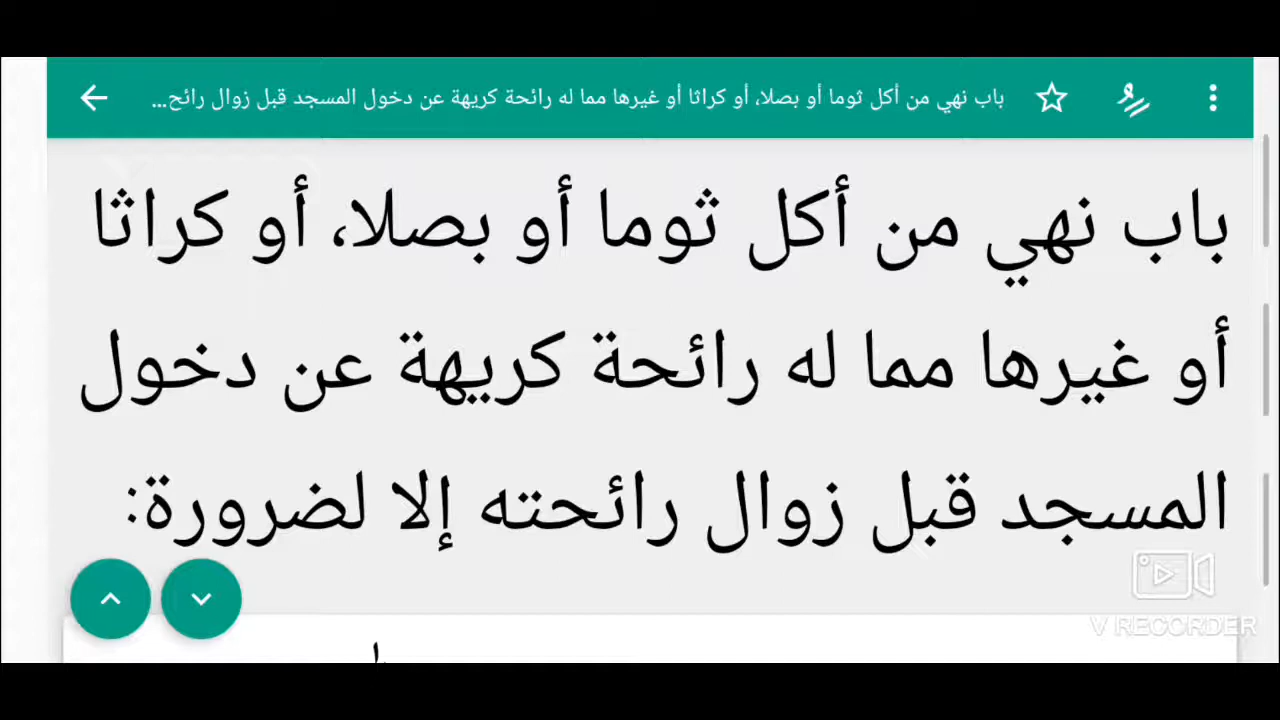 باب نهي من أكل ثوما أو بصلا، أو كراثا أو غيرها مما له رائحة كريهة عن دخول المسجد قبل زوال رائح...
باب نهي من أكل ثوما أو بصلا، أو كراثا
أو غيرها مما له رائحة كريهة عن دخول
المسجد قبل زوال رائحته إلا لضرورة:
V RECORDER